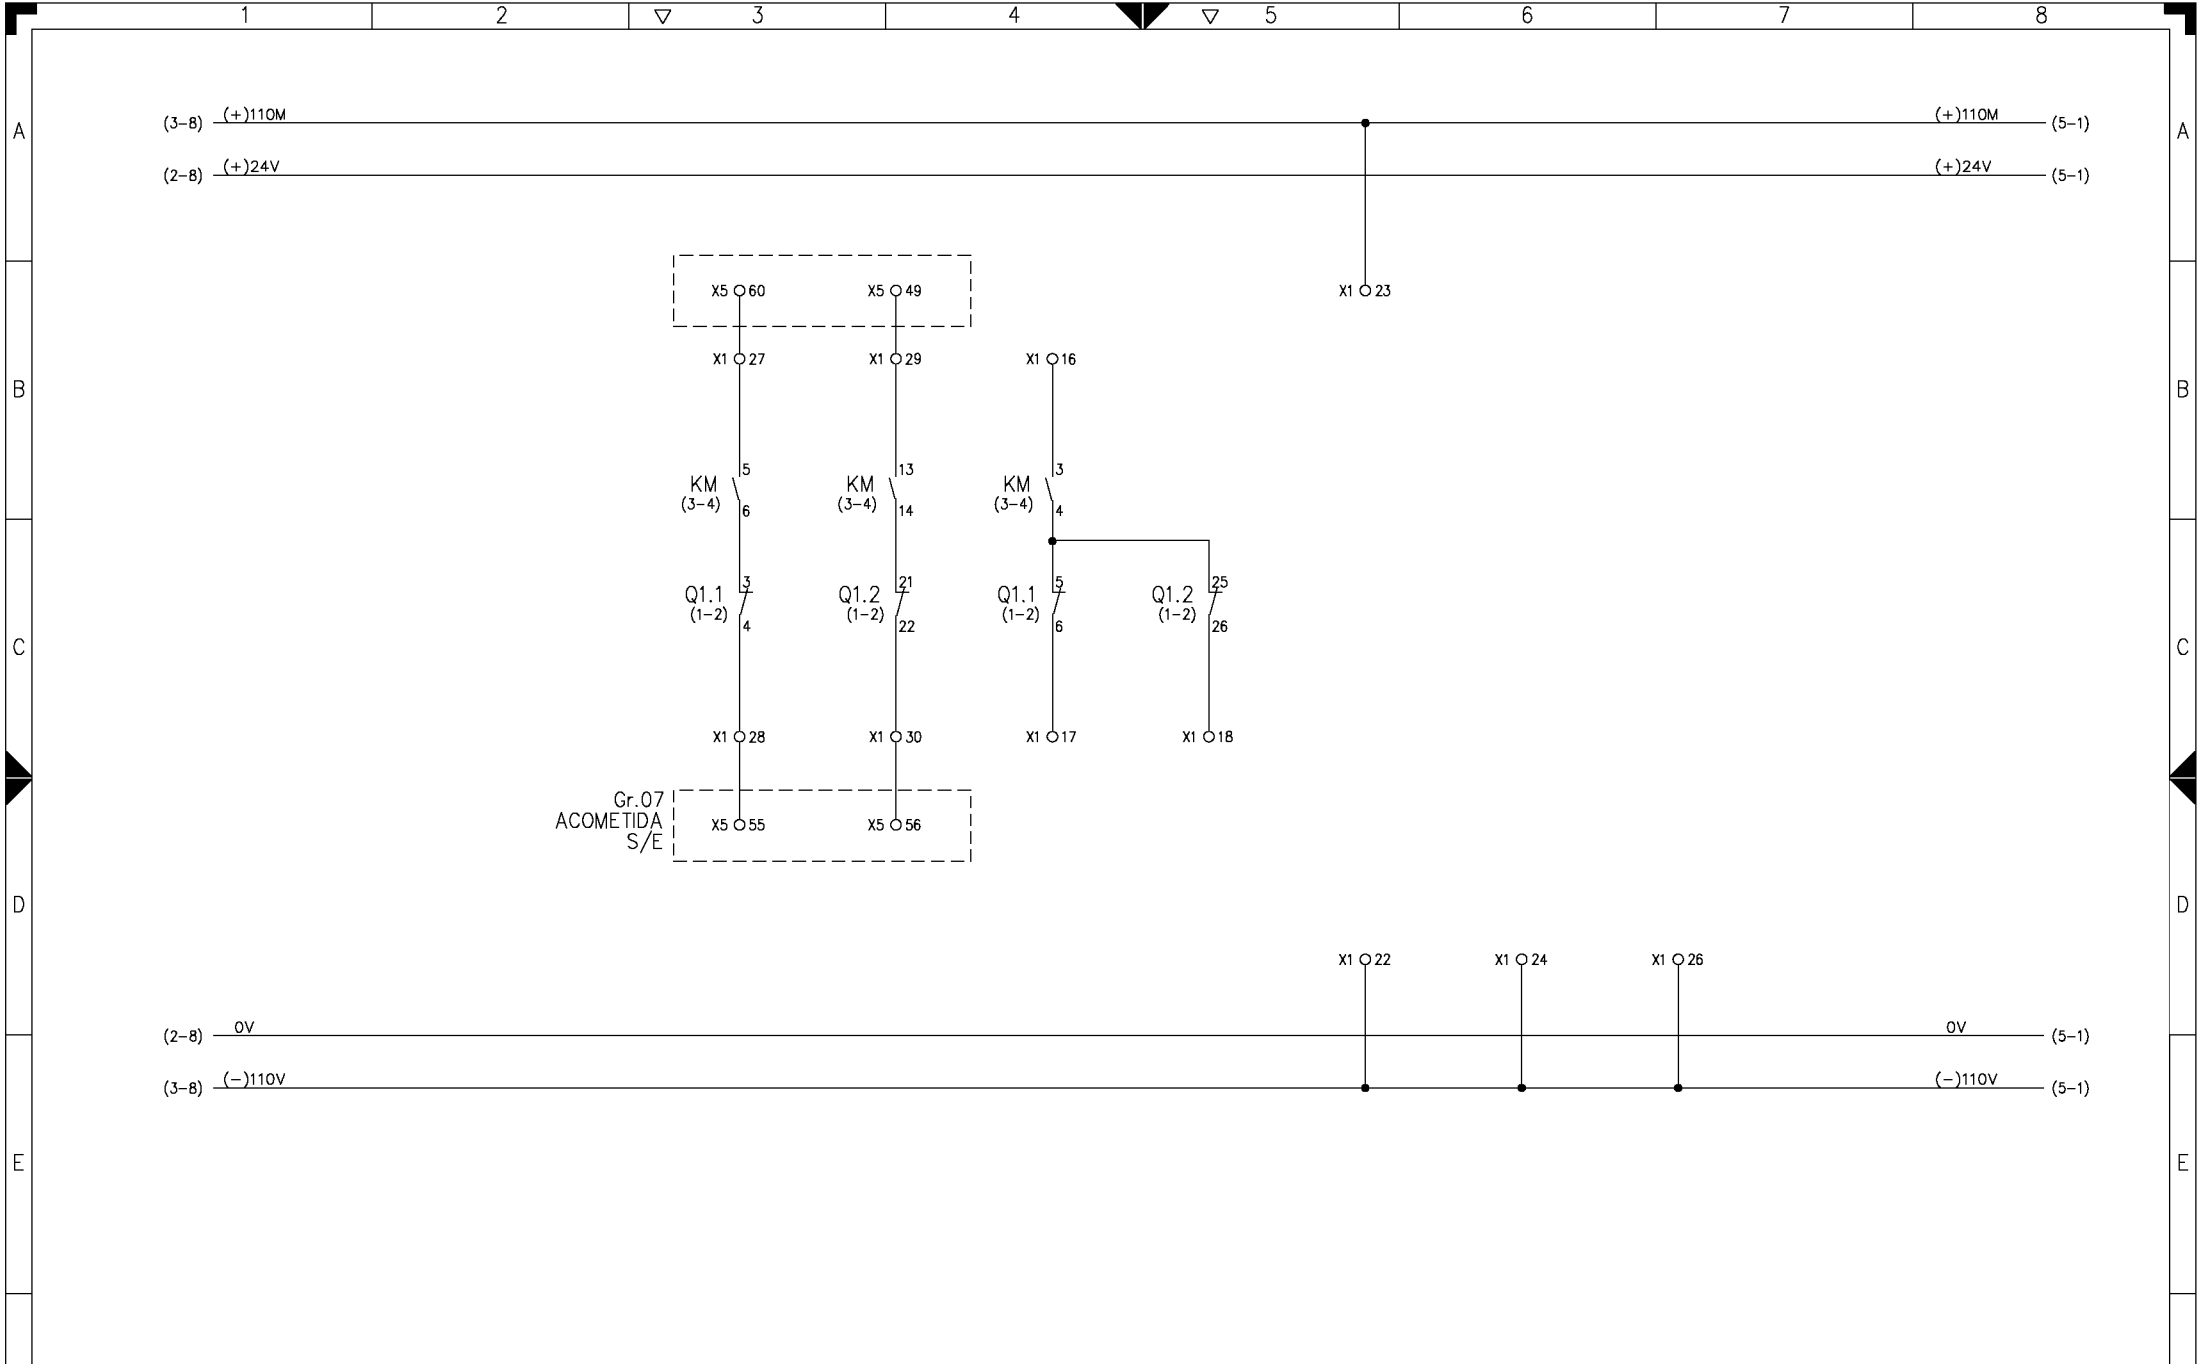 1 2 3 4 5 6 7 8
A A
(3-8) (+)110M (+)110M (5-1)
(2-8) (+)24V (+)24V (5-1)
X5 60 X5 49 X1 23
X1 27 X1 29 X1 16
B B
5 13 3
KM KM KM
(3-4) (3-4) (3-4)
6 14 4
3 21 5 25
Q1.1 Q1.2 Q1.1 Q1.2
(1-2) (1-2) (1-2) (1-2)
4 22 6 26
C C
X1 28 X1 30 X1 17 X1 18
Gr.07
ACOMETIDA
S/E
X5 55 X5 56
D D
X1 22 X1 24 X1 26
(2-8) 0V 0V (5-1)
(3-8) (-)110V (-)110V (5-1)
E E